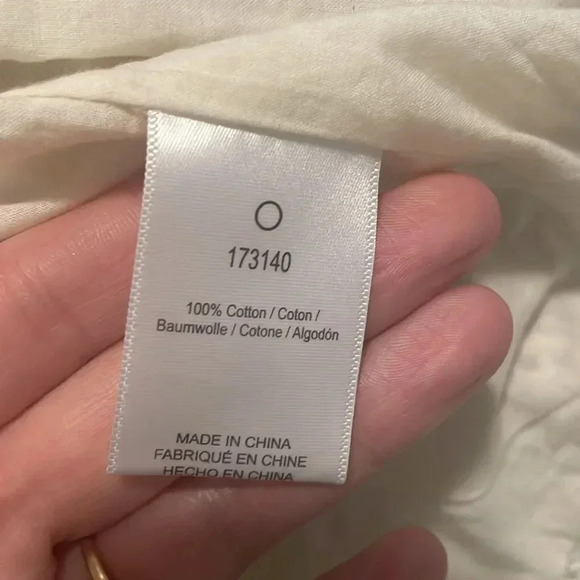 O
173140
100% Cotton / Coton /
Baumwolle / Cotone / Algodón
MADE IN CHINA
FABRIQUÉ EN CHINE
HECHO EN CHINA